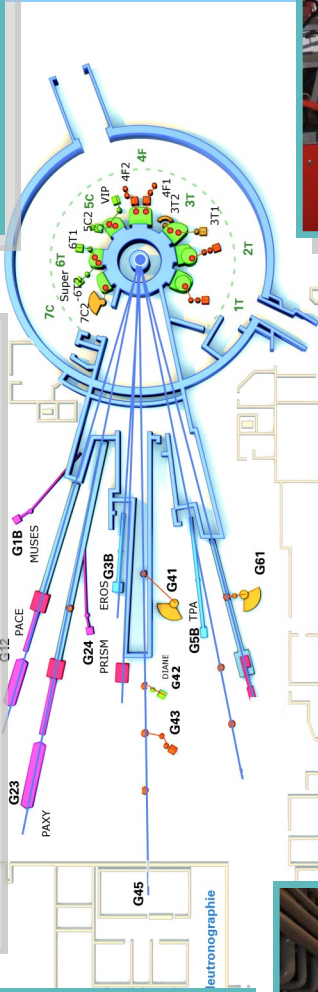 4F
4F2
4F1
VIP
5C
5C2
3T2
3T
3T1
6T1
6T
2T
Super
-6T2
7C
7C2
1T
G1B
MUSES
G3B
EROS
G41
G61
PACE
G12
G24
PRISM
G5B
TPA
DIANE
G42
G43
G23
PAXY
G45
leutronographie